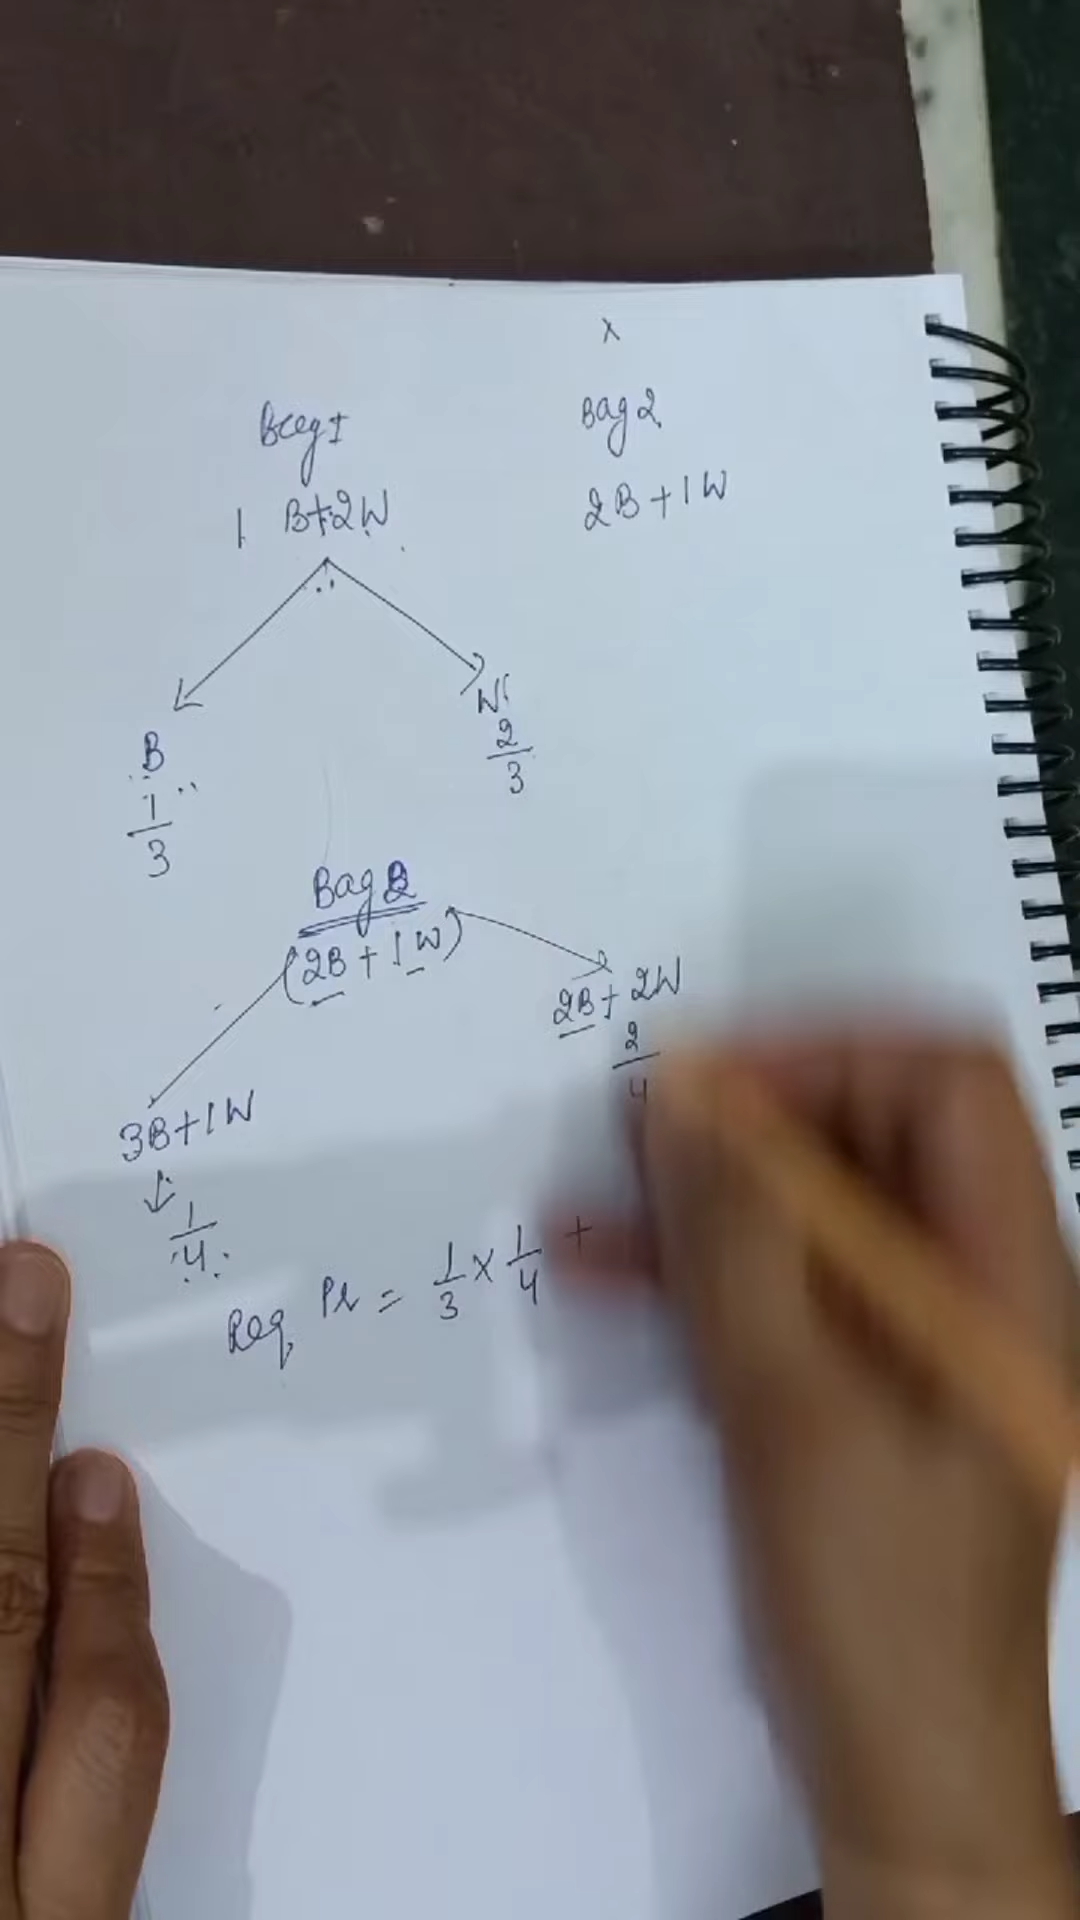 x
Bag I
Bag 2
1 B+2W
2B+1W
B
1/3
W
2/3
Bag 2
(2B+1W)
2B+2W
2/4
3B+1W
1/4
Req. Pr = 1/3 x 1/4 +